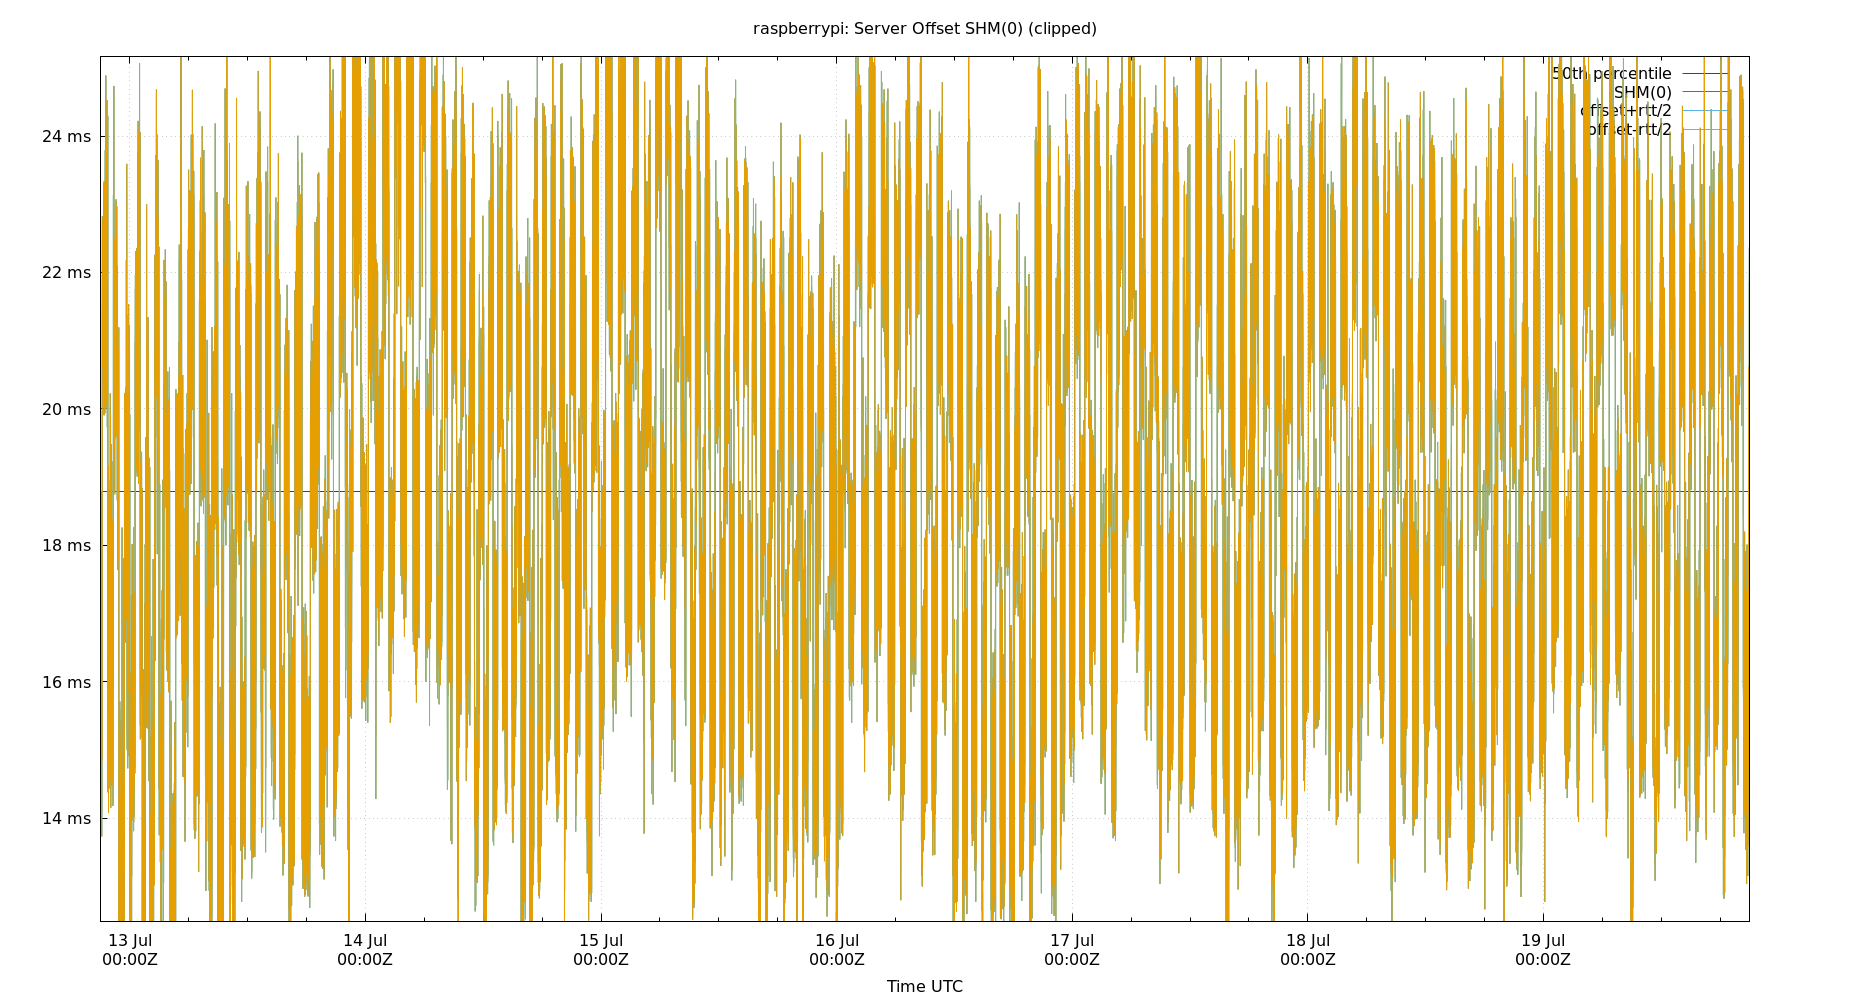 raspberrypi: Server Offset SHM(0) (clipped)
50th percentile
SHM(0)
offset+rtt/2
offset-rtt/2
24 ms
22 ms
20 ms
18 ms
16 ms
14 ms
13 Jul
00:00Z
14 Jul
00:00Z
15 Jul
00:00Z
16 Jul
00:00Z
17 Jul
00:00Z
18 Jul
00:00Z
19 Jul
00:00Z
Time UTC